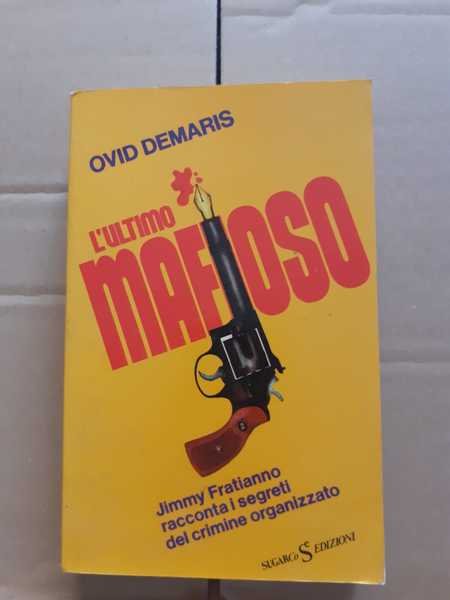 OVID DEMARIS
L'ULTIMO
MAFIOSO
Jimmy Fratianno
racconta i segreti
del crimine organizzato
SUGARCo EDIZIONI